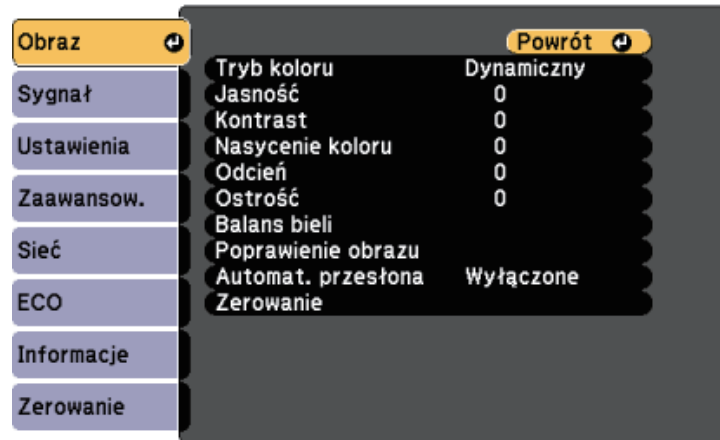 Obraz
Sygnał
Ustawienia
Zaawansow.
Sieć
ECO
Informacje
Zerowanie
Powrót
Tryb koloru Dynamiczny
Jasność 0
Kontrast 0
Nasycenie koloru 0
Odcień 0
Ostrość 0
Balans bieli
Poprawienie obrazu
Automat. przesłona Wyłączone
Zerowanie